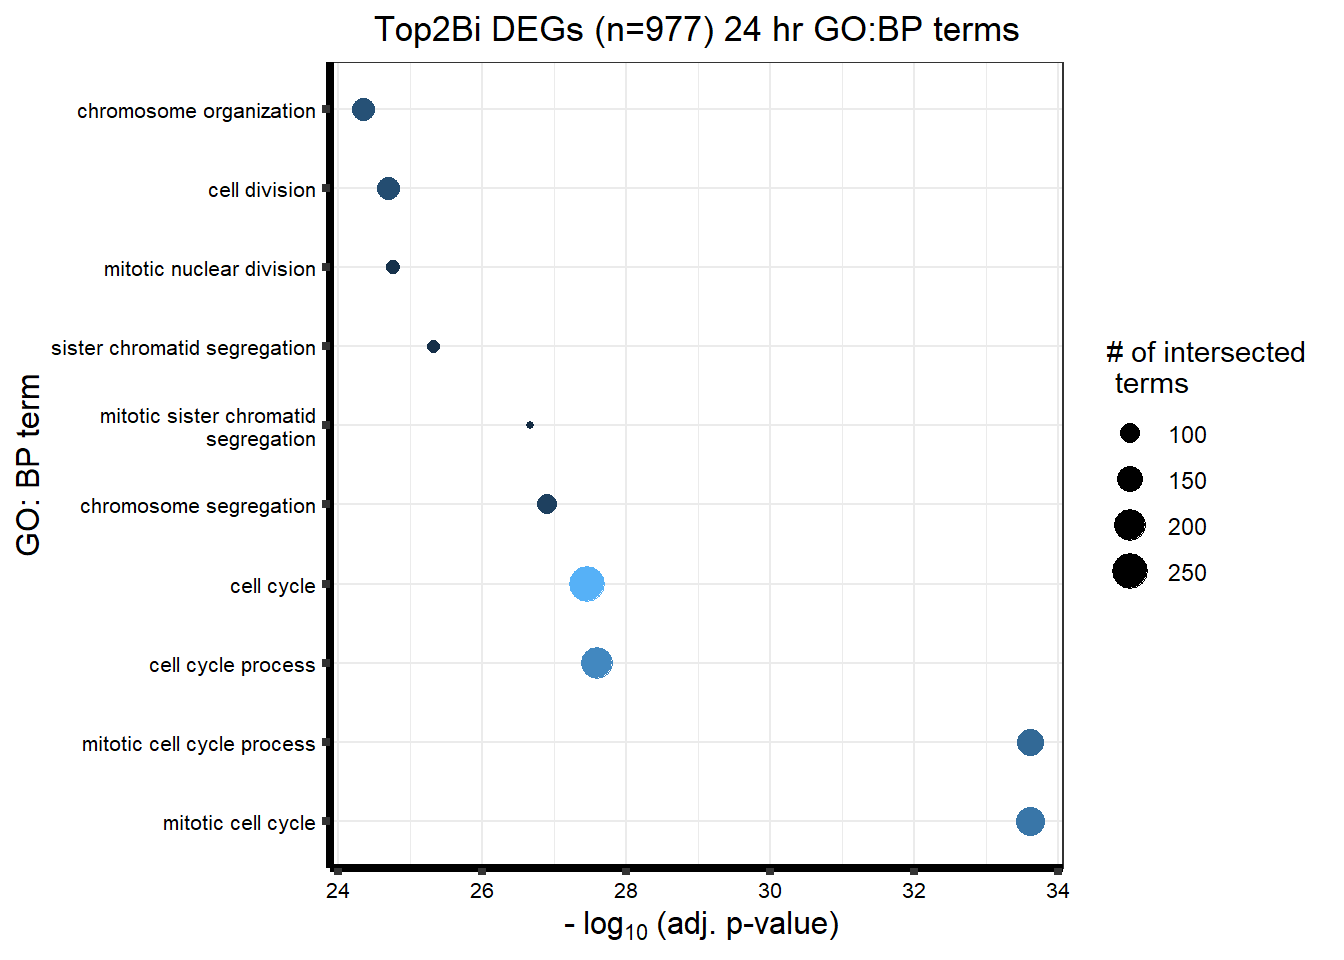 Top2Bi DEGs (n=977) 24 hr GO:BP terms
GO: BP term
chromosome organization
cell division
mitotic nuclear division
sister chromatid segregation
mitotic sister chromatid
segregation
chromosome segregation
cell cycle
cell cycle process
mitotic cell cycle process
mitotic cell cycle
24 26 28 30 32 34
- log10 (adj. p-value)
# of intersected
terms
100
150
200
250